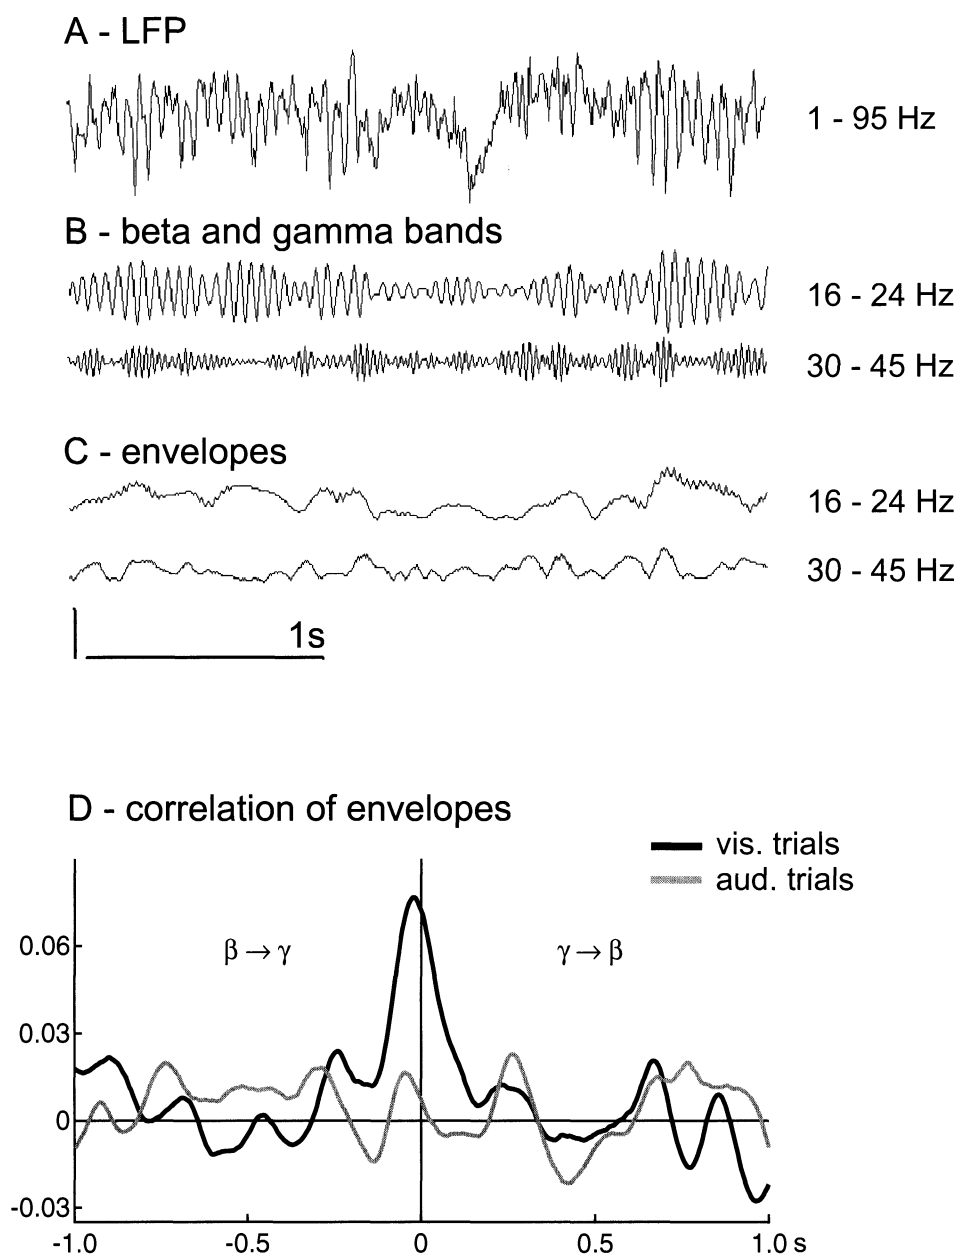 A - LFP
1 - 95 Hz
B - beta and gamma bands
16 - 24 Hz
30 - 45 Hz
C - envelopes
16 - 24 Hz
30 - 45 Hz
1s
D - correlation of envelopes
vis. trials
aud. trials
β → γ
γ → β
0.06
0.03
0
-0.03
-1.0
-0.5
0
0.5
1.0 s